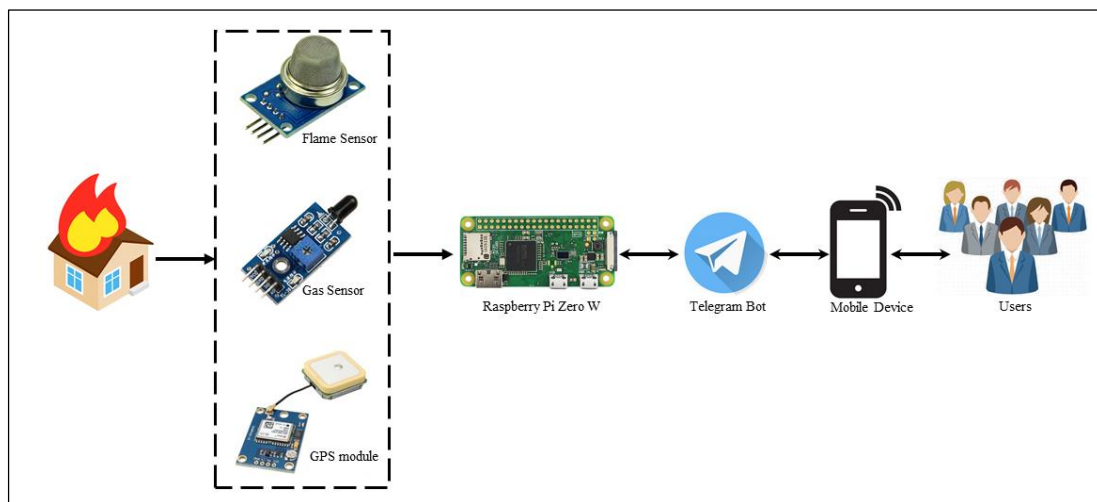 Flame Sensor
Gas Sensor
GPS module
Raspberry Pi Zero W
Telegram Bot
Mobile Device
Users